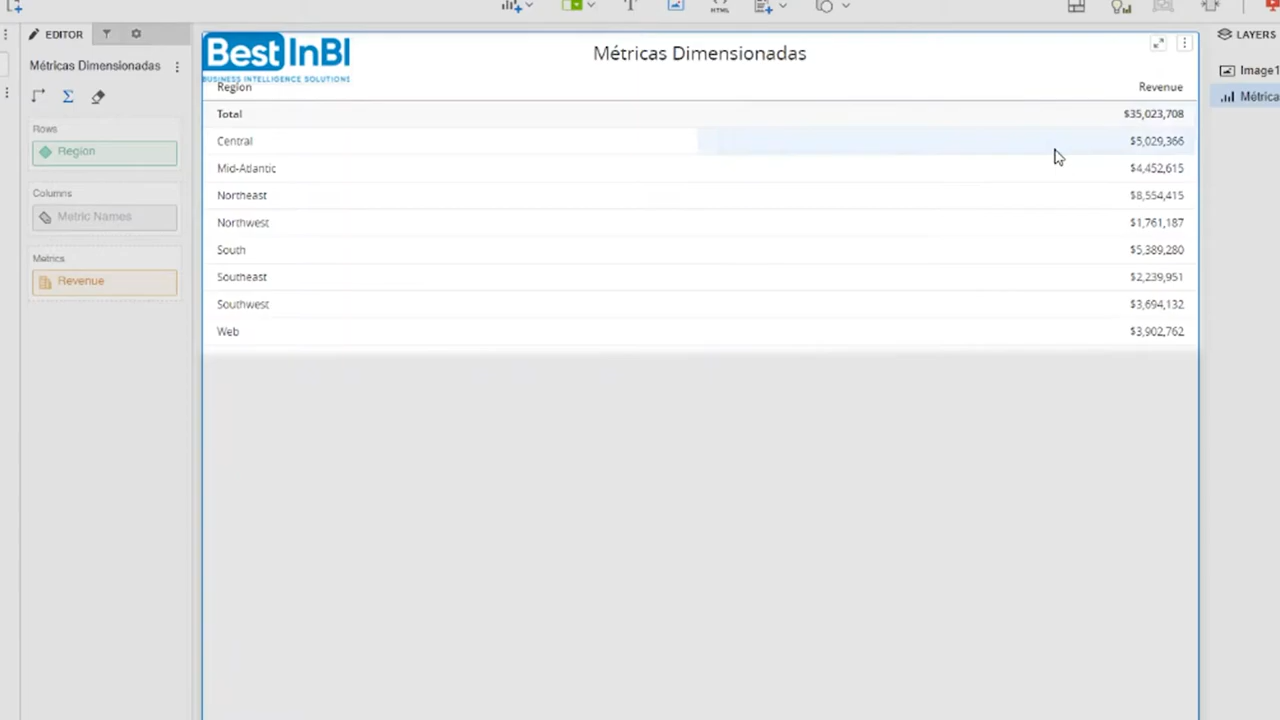 HTML
EDITOR
LAYERS
Métricas Dimensionadas
Rows
Region
Columns
Metric Names
Metrics
Revenue
Best InBI
BUSINESS INTELLIGENCE SOLUTIONS
Métricas Dimensionadas
Region Revenue
Total $35,023,708
Central $5,029,366
Mid-Atlantic $4,452,615
Northeast $8,554,415
Northwest $1,761,187
South $5,389,280
Southeast $2,239,951
Southwest $3,694,132
Web $3,902,762
Image1
Métrica